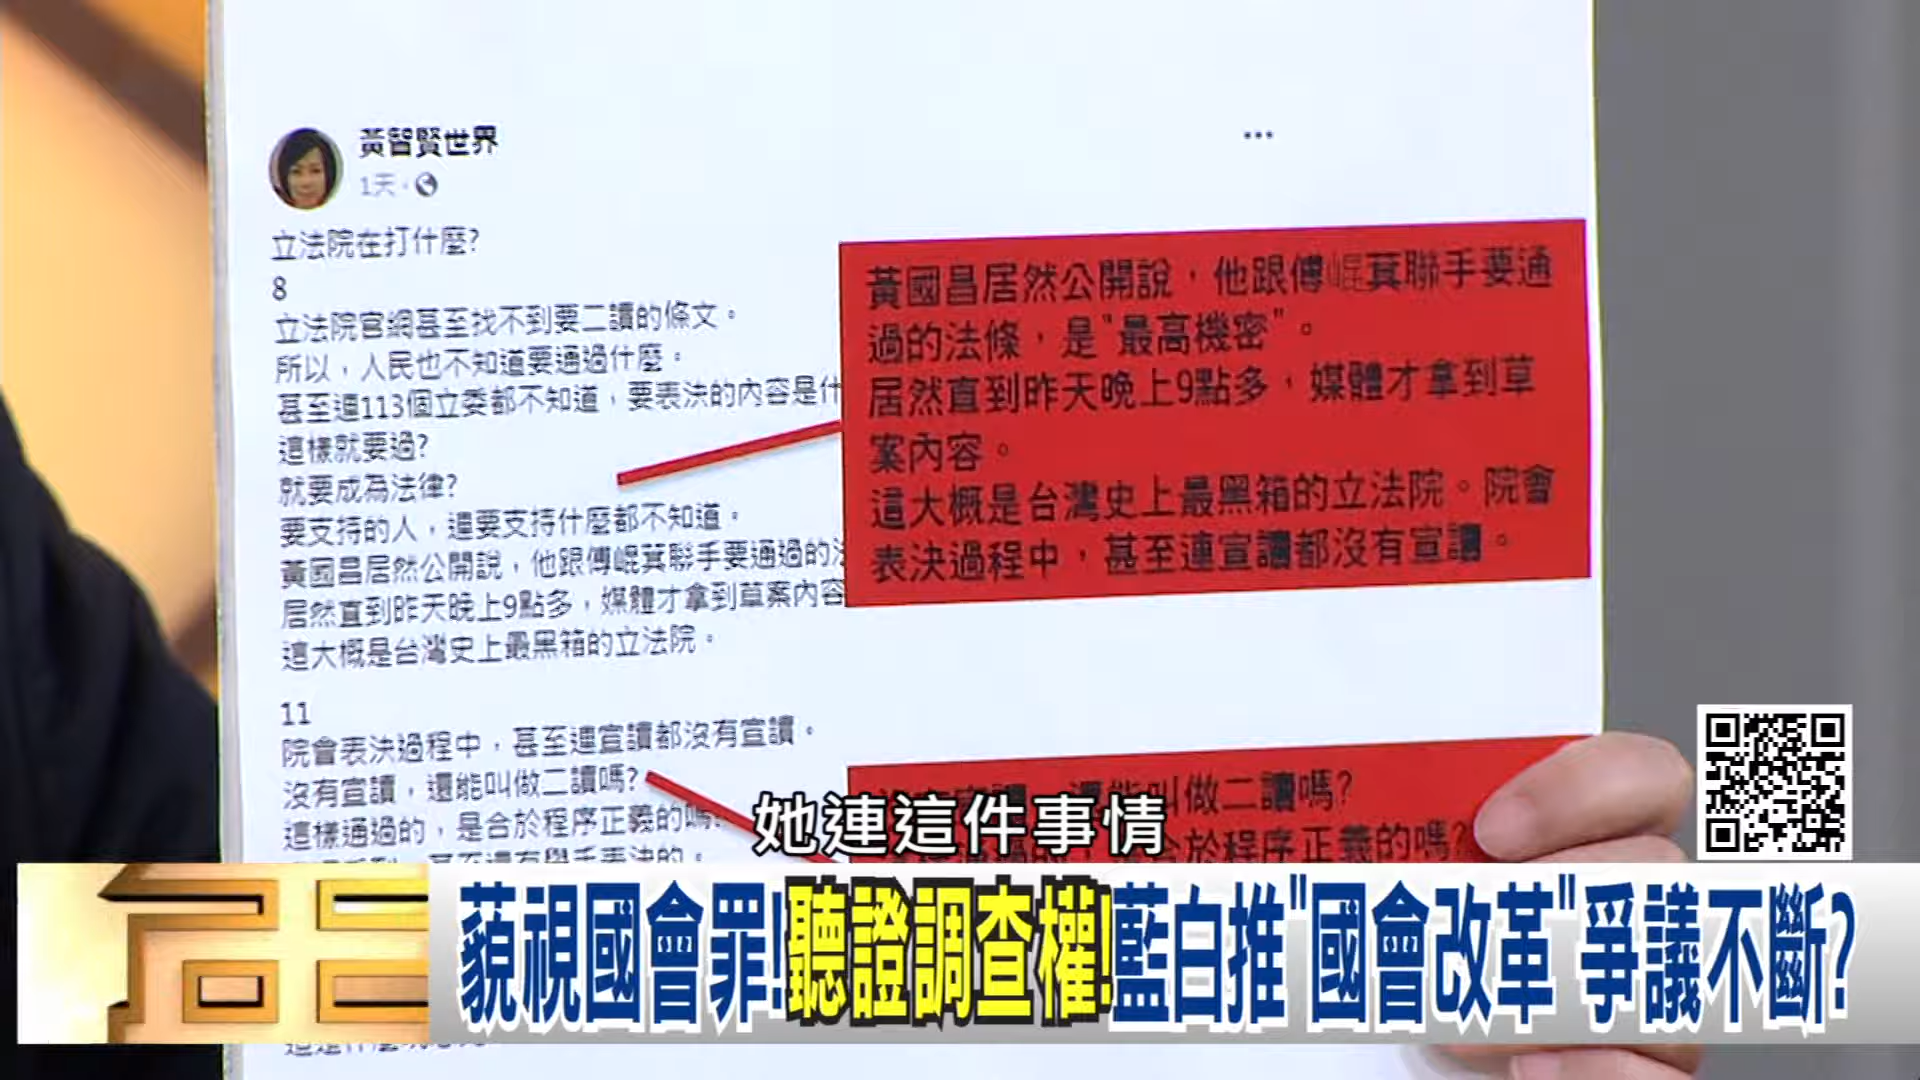 黃智賢世界
1天·
立法院在打什麼?
8
立法院官網甚至找不到要二讀的條文。
所以，人民也不知道要通過什麼。
甚至連113個立委都不知道，要表決的內容是什
這樣就要過?
就要成為法律?
要支持的人，還要支持什麼都不知道。
黃國昌居然公開說，他跟傅崐萁聯手要通過的法
居然直到昨天晚上9點多，媒體才拿到草案內容
這大概是台灣史上最黑箱的立法院。
11
院會表決過程中，甚至連宣讀都沒有宣讀。
沒有宣讀，還能叫做二讀嗎?
這樣通過的，是合於程序正義的嗎?
黃國昌居然公開說，他跟傅崐萁聯手要通
過的法條，是"最高機密"。
居然直到昨天晚上9點多，媒體才拿到草
案內容。
這大概是台灣史上最黑箱的立法院。院會
表決過程中，甚至連宣讀都沒有宣讀。
還能叫做二讀嗎?
合於程序正義的嗎?
她連這件事情
藐視國會罪!聽證調查權!藍白推"國會改革"爭議不斷?